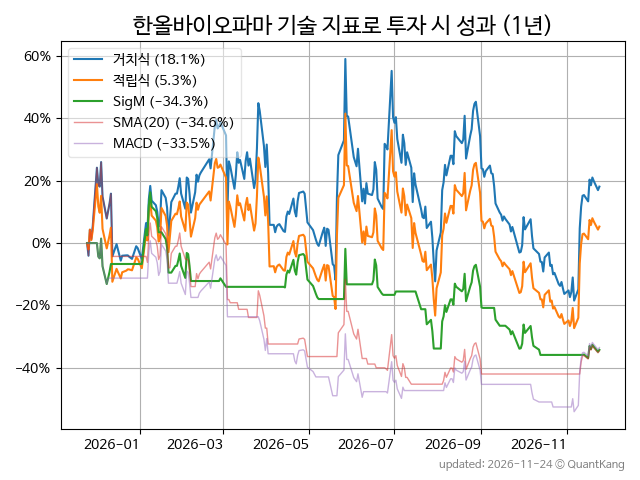 한올바이오파마 기술 지표로 투자 시 성과 (1년)
60%
40%
20%
0%
−20%
−40%
거치식 (18.1%)
적립식 (5.3%)
SigM (−34.3%)
SMA(20) (−34.6%)
MACD (−33.5%)
2026-01
2026-03
2026-05
2026-07
2026-09
2026-11
updated: 2026-11-24 © QuantKang